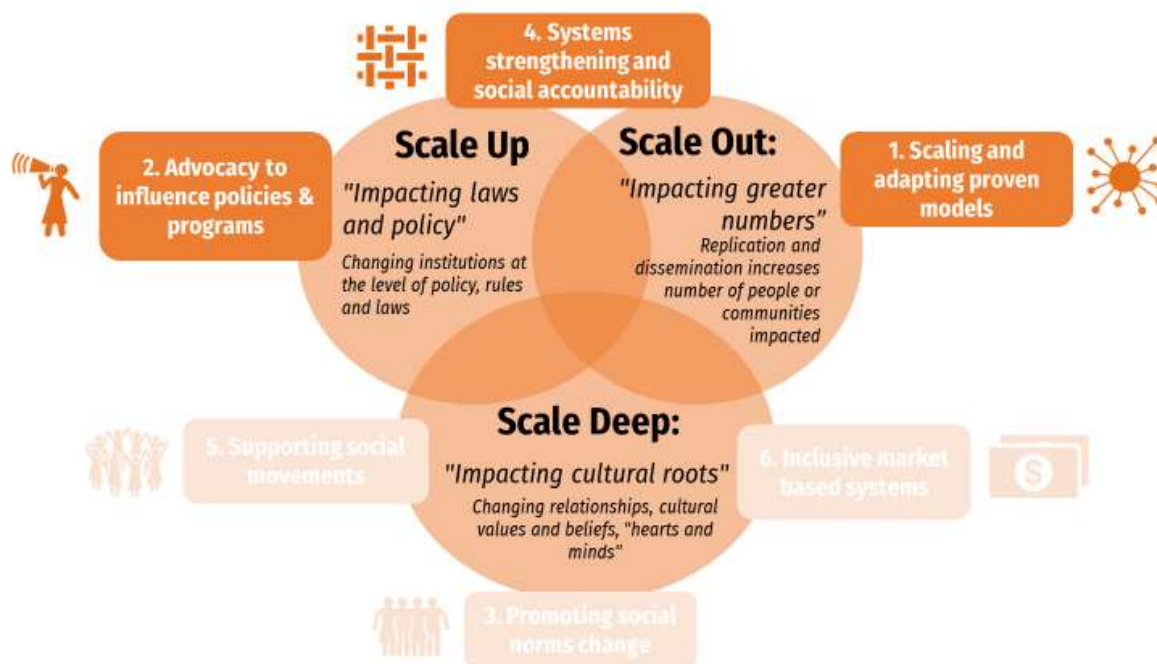 4. Systems
strengthening and
social accountability
2. Advocacy to
influence policies &
programs
Scale Up
"Impacting laws
and policy"
Changing institutions at
the level of policy, rules
and laws
Scale Out:
"Impacting greater
numbers”
Replication and
dissemination increases
number of people or
communities
impacted
1. Scaling and
adapting proven
models
5. Supporting social
movements
Scale Deep:
"Impacting cultural roots"
Changing relationships, cultural
values and beliefs, "hearts and
minds"
6. Inclusive market
based systems
$
3. Promoting social
norms change